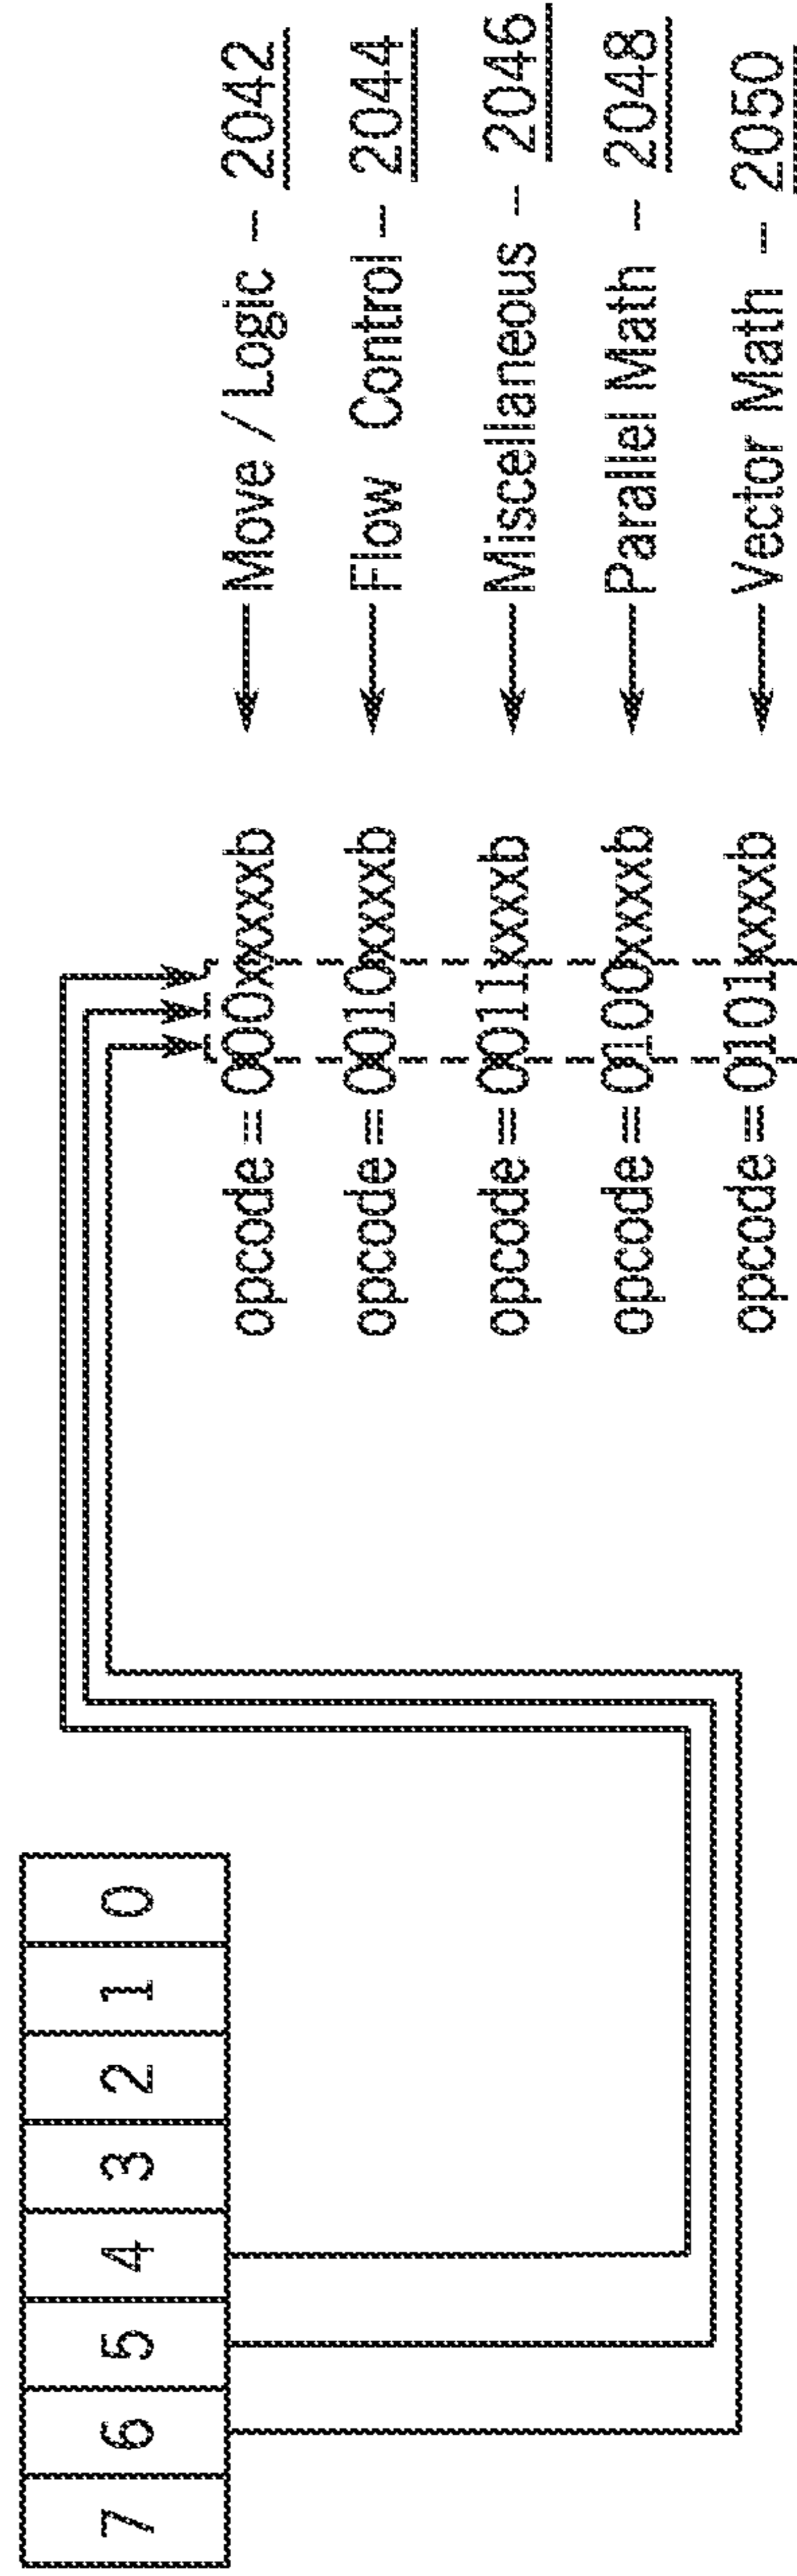 7 6 5 4 3 2 1 0
opcode=000xxxxxb ← Move / Logic – 2042
opcode=0010xxxxb ← Flow Control – 2044
opcode=0011xxxxb ← Miscellaneous – 2046
opcode=0100xxxxb ← Parallel Math – 2048
opcode=0101xxxxb ← Vector Math – 2050